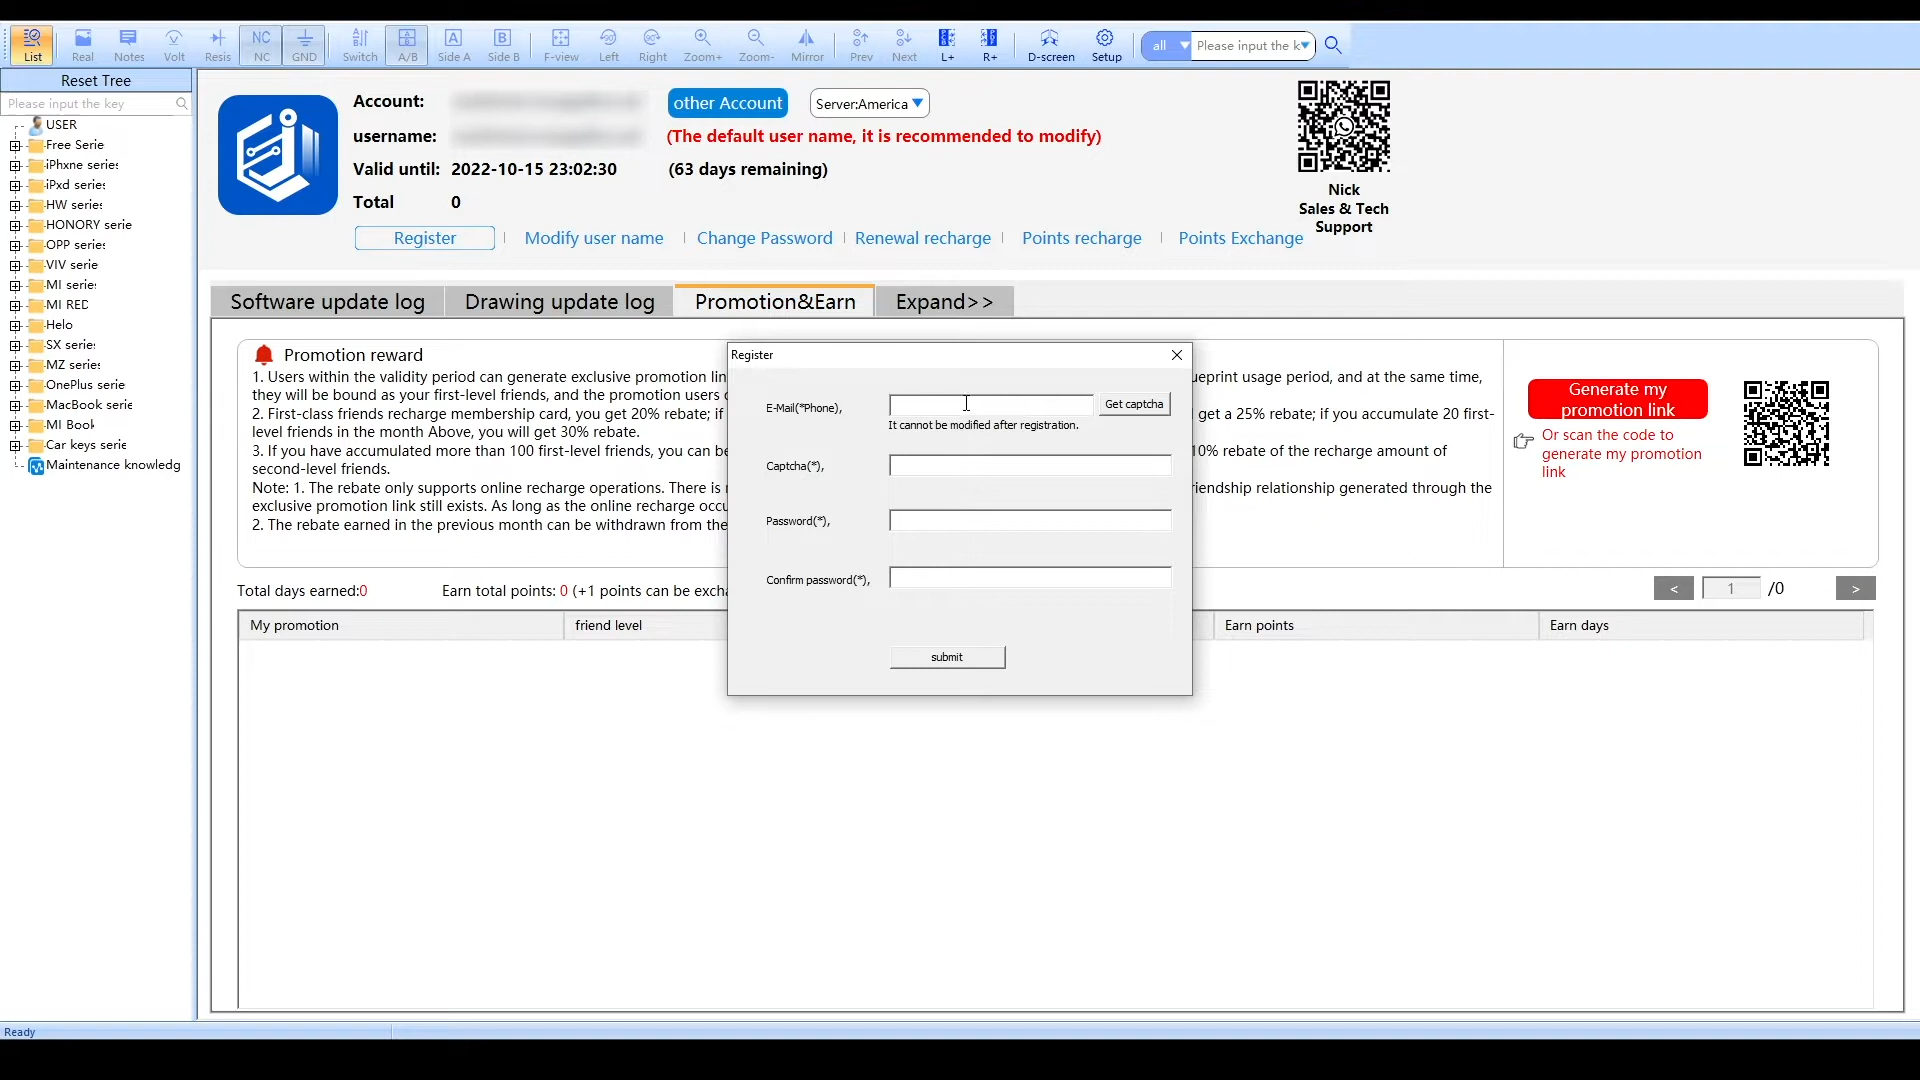 List Real Notes Volt Resis NC NC GND Switch A/B A/B Side A Side B F-view Left Right Zoom+ Zoom- Mirror Prev Next L+ R+ D-screen Setup all Please input the k
Reset Tree
Please input the key
USER
Free Serie
iPhxne series
iPxd series
HW series
HONORY serie
OPP series
VIV serie
MI series
MI RED
Helo
SX series
MZ series
OnePlus serie
MacBook serie
MI Book
Car keys serie
Maintenance knowledg
Account:
other Account
Server:America
username:
(The default user name, it is recommended to modify)
Valid until: 2022-10-15 23:02:30 (63 days remaining)
Total 0
Nick
Sales & Tech
Support
Register Modify user name Change Password Renewal recharge Points recharge Points Exchange
Software update log Drawing update log Promotion&Earn Expand>>
Promotion reward
1. Users within the validity period can generate exclusive promotion lin ueprint usage period, and at the same time,
they will be bound as your first-level friends, and the promotion users
2. First-class friends recharge membership card, you get 20% rebate; if get a 25% rebate; if you accumulate 20 first-
level friends in the month Above, you will get 30% rebate.
3. If you have accumulated more than 100 first-level friends, you can be 10% rebate of the recharge amount of
second-level friends.
Note: 1. The rebate only supports online recharge operations. There is iendship relationship generated through the
exclusive promotion link still exists. As long as the online recharge occu
2. The rebate earned in the previous month can be withdrawn from the
Generate my
promotion link
Or scan the code to
generate my promotion
link
Register
E-Mail(*Phone),
Get captcha
It cannot be modified after registration.
Captcha(*),
Password(*),
Confirm password(*),
submit
Total days earned:0 Earn total points: 0 (+1 points can be excha
< 1 /0 >
My promotion friend level Earn points Earn days
Ready